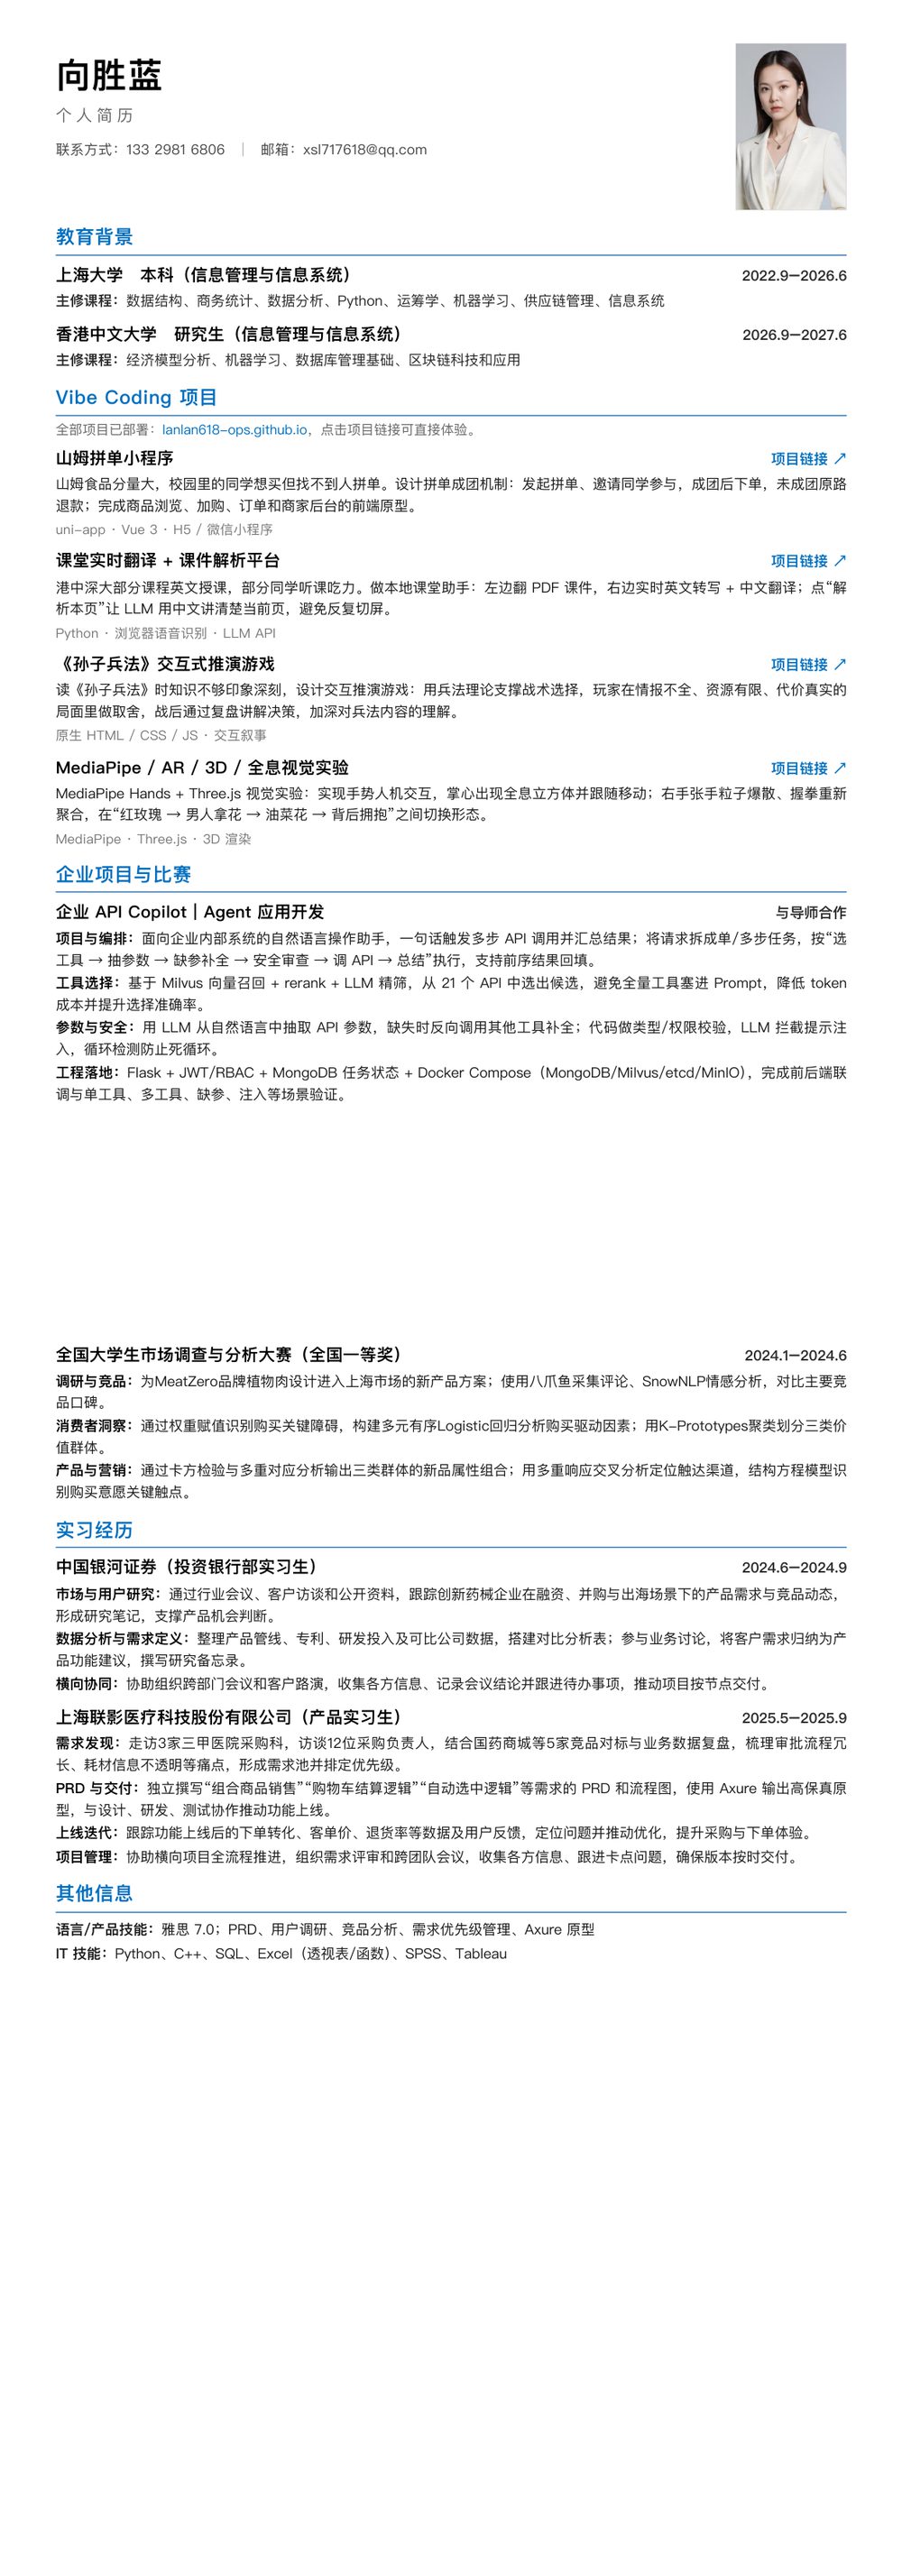 向胜蓝
个人简历
联系方式：133 2981 6806 ｜ 邮箱：xsl717618@qq.com
教育背景
上海大学 本科（信息管理与信息系统） 2022.9—2026.6
主修课程：数据结构、商务统计、数据分析、Python、运筹学、机器学习、供应链管理、信息系统
香港中文大学 研究生（信息管理与信息系统） 2026.9—2027.6
主修课程：经济模型分析、机器学习、数据库管理基础、区块链科技和应用
Vibe Coding 项目
全部项目已部署：lanlan618-ops.github.io，点击项目链接可直接体验。
山姆拼单小程序 项目链接 ↗
山姆食品分量大，校园里的同学想买但找不到人拼单。设计拼单成团机制：发起拼单、邀请同学参与，成团后下单，未成团原路
退款；完成商品浏览、加购、订单和商家后台的前端原型。
uni-app · Vue 3 · H5 / 微信小程序
课堂实时翻译 + 课件解析平台 项目链接 ↗
港中深大部分课程英文授课，部分同学听课吃力。做本地课堂助手：左边翻 PDF 课件，右边实时英文转写 + 中文翻译；点“解
析本页”让 LLM 用中文讲清楚当前页，避免反复切屏。
Python · 浏览器语音识别 · LLM API
《孙子兵法》交互式推演游戏 项目链接 ↗
读《孙子兵法》时知识不够印象深刻，设计交互推演游戏：用兵法理论支撑战术选择，玩家在情报不全、资源有限、代价真实的
局面里做取舍，战后通过复盘讲解决策，加深对兵法内容的理解。
原生 HTML / CSS / JS · 交互叙事
MediaPipe / AR / 3D / 全息视觉实验 项目链接 ↗
MediaPipe Hands + Three.js 视觉实验：实现手势人机交互，掌心出现全息立方体并跟随移动；右手张手粒子爆散、握拳重新
聚合，在“红玫瑰 → 男人拿花 → 油菜花 → 背后拥抱”之间切换形态。
MediaPipe · Three.js · 3D 渲染
企业项目与比赛
企业 API Copilot｜Agent 应用开发 与导师合作
项目与编排：面向企业内部系统的自然语言操作助手，一句话触发多步 API 调用并汇总结果；将请求拆成单/多步任务，按“选
工具 → 抽参数 → 缺参补全 → 安全审查 → 调 API → 总结”执行，支持前序结果回填。
工具选择：基于 Milvus 向量召回 + rerank + LLM 精筛，从 21 个 API 中选出候选，避免全量工具塞进 Prompt，降低 token
成本并提升选择准确率。
参数与安全：用 LLM 从自然语言中抽取 API 参数，缺失时反向调用其他工具补全；代码做类型/权限校验，LLM 拦截提示注
入，循环检测防止死循环。
工程落地：Flask + JWT/RBAC + MongoDB 任务状态 + Docker Compose（MongoDB/Milvus/etcd/MinIO），完成前后端联
调与单工具、多工具、缺参、注入等场景验证。
全国大学生市场调查与分析大赛（全国一等奖） 2024.1—2024.6
调研与竞品：为MeatZero品牌植物肉设计进入上海市场的新产品方案；使用八爪鱼采集评论、SnowNLP情感分析，对比主要竞
品口碑。
消费者洞察：通过权重赋值识别购买关键障碍，构建多元有序Logistic回归分析购买驱动因素；用K-Prototypes聚类划分三类价
值群体。
产品与营销：通过卡方检验与多重对应分析输出三类群体的新品属性组合；用多重响应交叉分析定位触达渠道，结构方程模型识
别购买意愿关键触点。
实习经历
中国银河证券（投资银行部实习生） 2024.6—2024.9
市场与用户研究：通过行业会议、客户访谈和公开资料，跟踪创新药械企业在融资、并购与出海场景下的产品需求与竞品动态，
形成研究笔记，支撑产品机会判断。
数据分析与需求定义：整理产品管线、专利、研发投入及可比公司数据，搭建对比分析表；参与业务讨论，将客户需求归纳为产
品功能建议，撰写研究备忘录。
横向协同：协助组织跨部门会议和客户路演，收集各方信息、记录会议结论并跟进待办事项，推动项目按节点交付。
上海联影医疗科技股份有限公司（产品实习生） 2025.5—2025.9
需求发现：走访3家三甲医院采购科，访谈12位采购负责人，结合国药商城等5家竞品对标与业务数据复盘，梳理审批流程冗
长、耗材信息不透明等痛点，形成需求池并排定优先级。
PRD 与交付：独立撰写“组合商品销售”“购物车结算逻辑”“自动选中逻辑”等需求的 PRD 和流程图，使用 Axure 输出高保真原
型，与设计、研发、测试协作推动功能上线。
上线迭代：跟踪功能上线后的下单转化、客单价、退货率等数据及用户反馈，定位问题并推动优化，提升采购与下单体验。
项目管理：协助横向项目全流程推进，组织需求评审和跨团队会议，收集各方信息、跟进卡点问题，确保版本按时交付。
其他信息
语言/产品技能：雅思 7.0；PRD、用户调研、竞品分析、需求优先级管理、Axure 原型
IT 技能：Python、C++、SQL、Excel（透视表/函数）、SPSS、Tableau